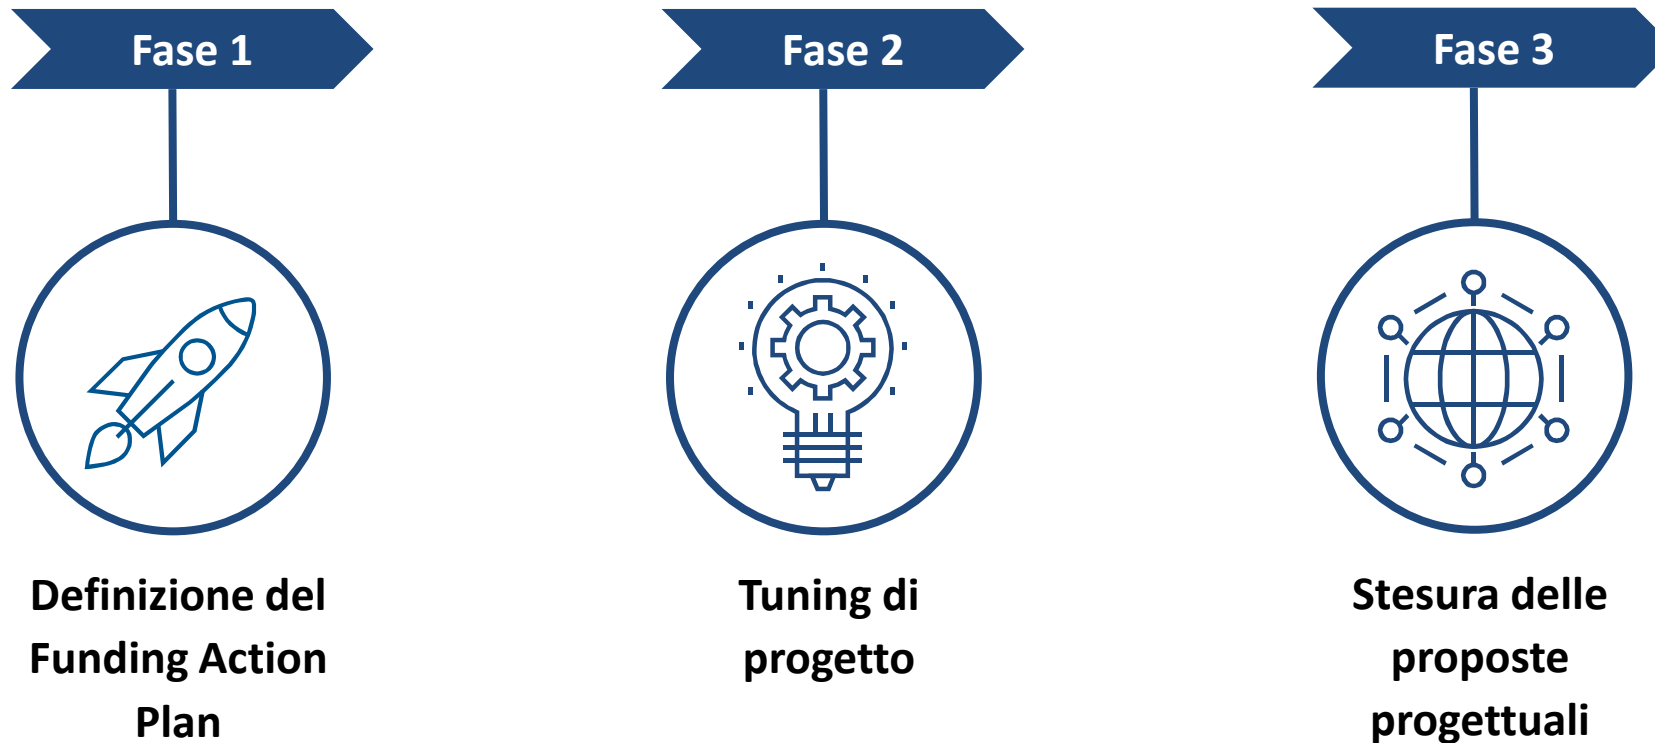 Fase 1
Fase 2
Fase 3
Definizione del
Funding Action
Plan
Tuning di
progetto
Stesura delle
proposte
progettuali